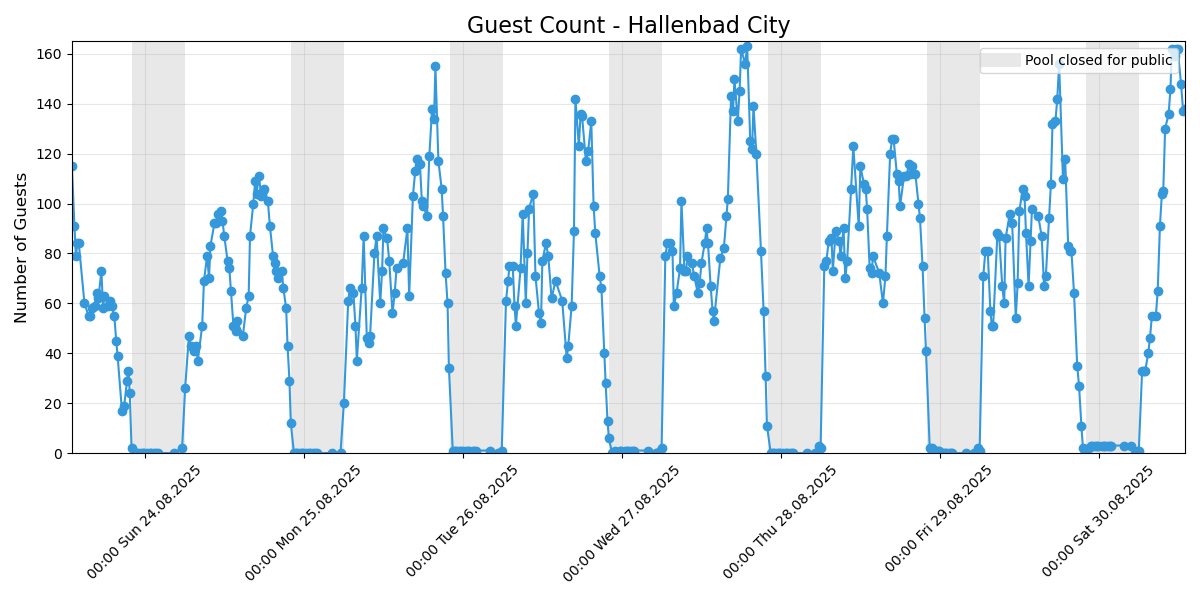 Guest Count - Hallenbad City
Pool closed for public
Number of Guests
160
140
120
100
80
60
40
20
0
00:00 Sun 24.08.2025
00:00 Mon 25.08.2025
00:00 Tue 26.08.2025
00:00 Wed 27.08.2025
00:00 Thu 28.08.2025
00:00 Fri 29.08.2025
00:00 Sat 30.08.2025